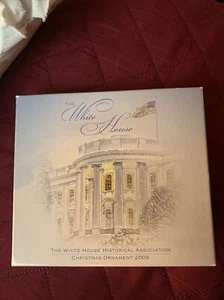 THE
White
House
THE WHITE HOUSE HISTORICAL ASSOCIATION
CHRISTMAS ORNAMENT 2006